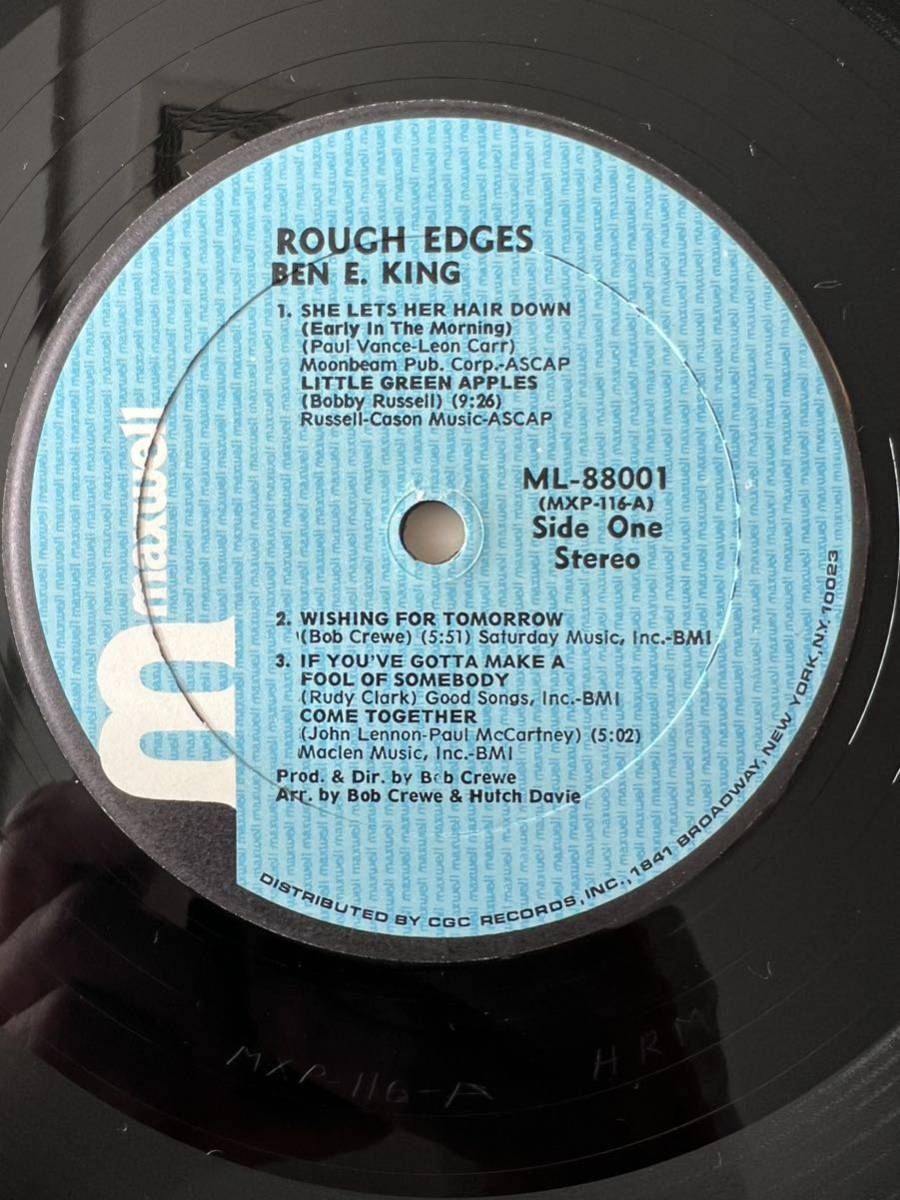 ROUGH EDGES
BEN E. KING
1. SHE LETS HER HAIR DOWN
(Early In The Morning)
(Paul Vance-Leon Carr)
Moonbeam Pub. Corp.-ASCAP
LITTLE GREEN APPLES
(Bobby Russell) (9:26)
Russell-Cason Music-ASCAP
maxwell
m
ML-88001
(MXP-116-A)
Side One
Stereo
2. WISHING FOR TOMORROW
(Bob Crewe) (5:51) Saturday Music, Inc.-BMI
3. IF YOU'VE GOTTA MAKE A
FOOL OF SOMEBODY
(Rudy Clark) Good Songs, Inc.-BMI
COME TOGETHER
(John Lennon-Paul McCartney) (5:02)
Maclen Music, Inc.-BMI
Prod. & Dir. by Bob Crewe
Arr. by Bob Crewe & Hutch Davie
DISTRIBUTED BY CGC RECORDS, INC., 1841 BROADWAY, NEW YORK, N.Y. 10023
MXP-116-A HRM